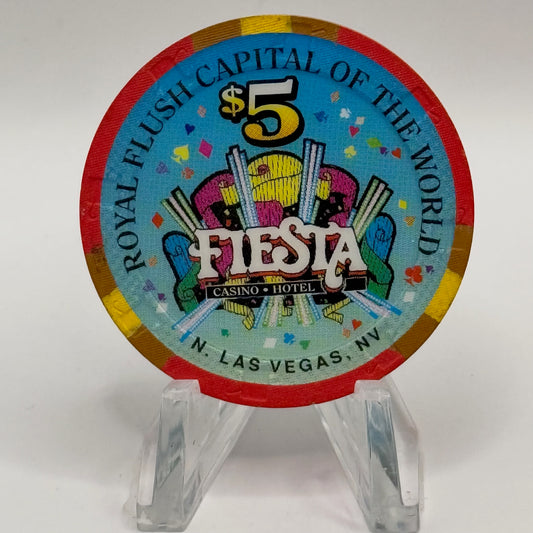 ROYAL FLUSH CAPITAL OF THE WORLD
$5
FIESTA
CASINO • HOTEL
N. LAS VEGAS, NV